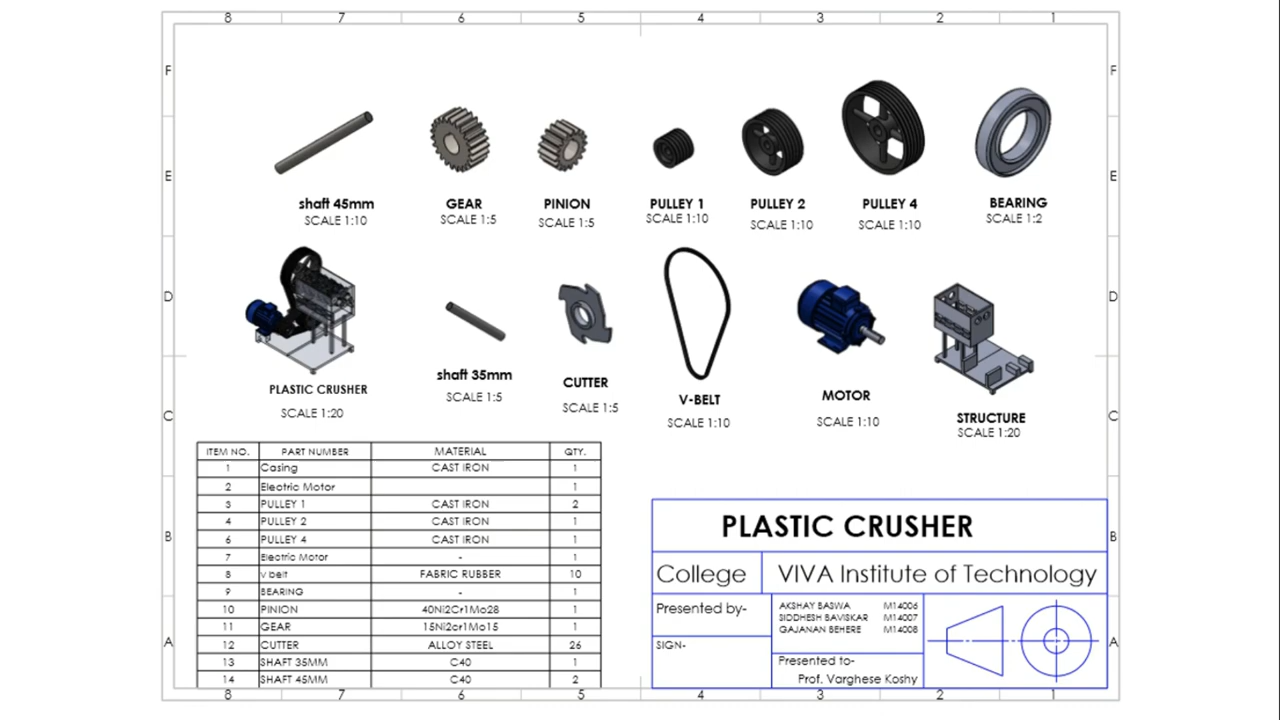 8 7 6 5 4 3 2 1
F F
shaft 45mm GEAR PINION PULLEY 1 PULLEY 2 PULLEY 4 BEARING
SCALE 1:10 SCALE 1:5 SCALE 1:5 SCALE 1:10 SCALE 1:10 SCALE 1:10 SCALE 1:2
E E
D D
PLASTIC CRUSHER shaft 35mm CUTTER V-BELT MOTOR STRUCTURE
SCALE 1:20 SCALE 1:5 SCALE 1:5 SCALE 1:10 SCALE 1:10 SCALE 1:20
C C
ITEM NO. PART NUMBER MATERIAL QTY.
1 Casing CAST IRON 1
2 Electric Motor 1
3 PULLEY 1 CAST IRON 2
4 PULLEY 2 CAST IRON 1
6 PULLEY 4 CAST IRON 1
7 Electric Motor - 1
8 v belt FABRIC RUBBER 10
9 BEARING - 1
10 PINION 40Ni2Cr1Mo28 1
11 GEAR 15Ni2cr1Mo15 1
12 CUTTER ALLOY STEEL 26
13 SHAFT 35MM C40 1
14 SHAFT 45MM C40 2
B B
PLASTIC CRUSHER
College VIVA Institute of Technology
Presented by- AKSHAY BASWA M14006
SIDDHESH BAVISKAR M14007
GAJANAN BEHERE M14008
SIGN-
Presented to-
Prof. Varghese Koshy
A A
8 7 6 5 4 3 2 1